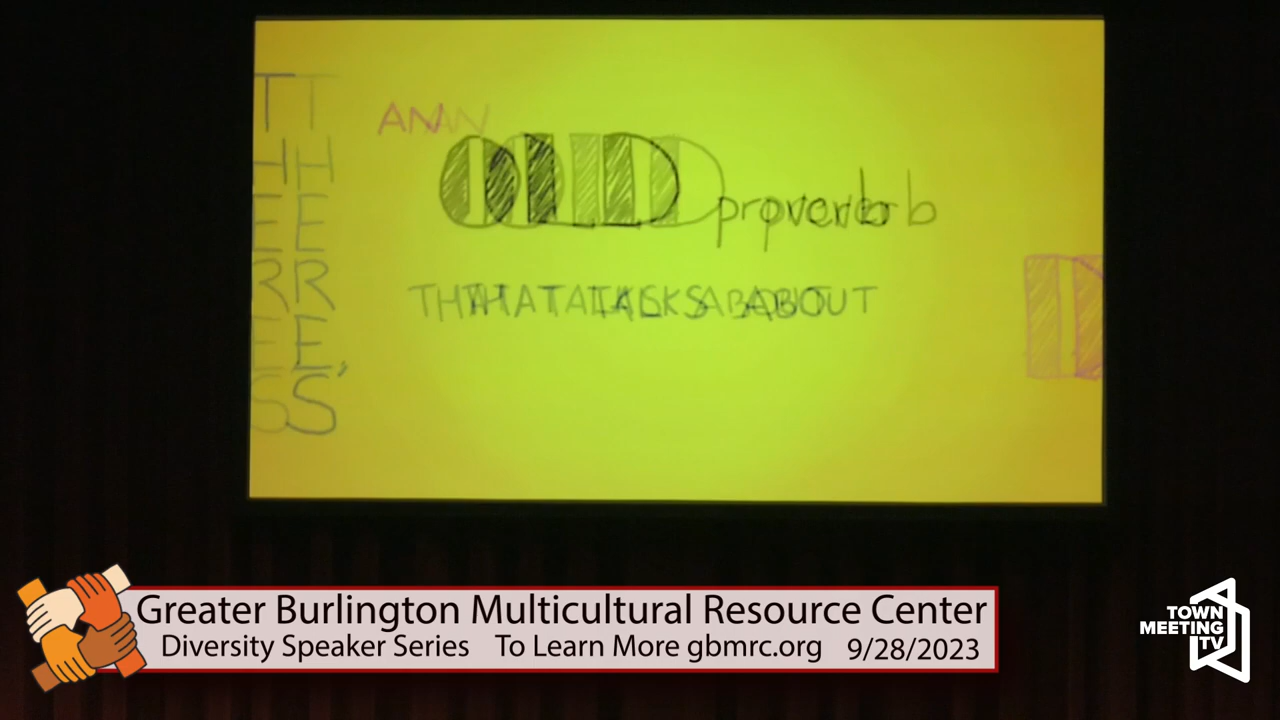 THERE'S
AN
OLD proverb
THAT TALKS ABOUT
Greater Burlington Multicultural Resource Center
Diversity Speaker Series To Learn More gbmrc.org 9/28/2023
TOWN
MEETING
TV